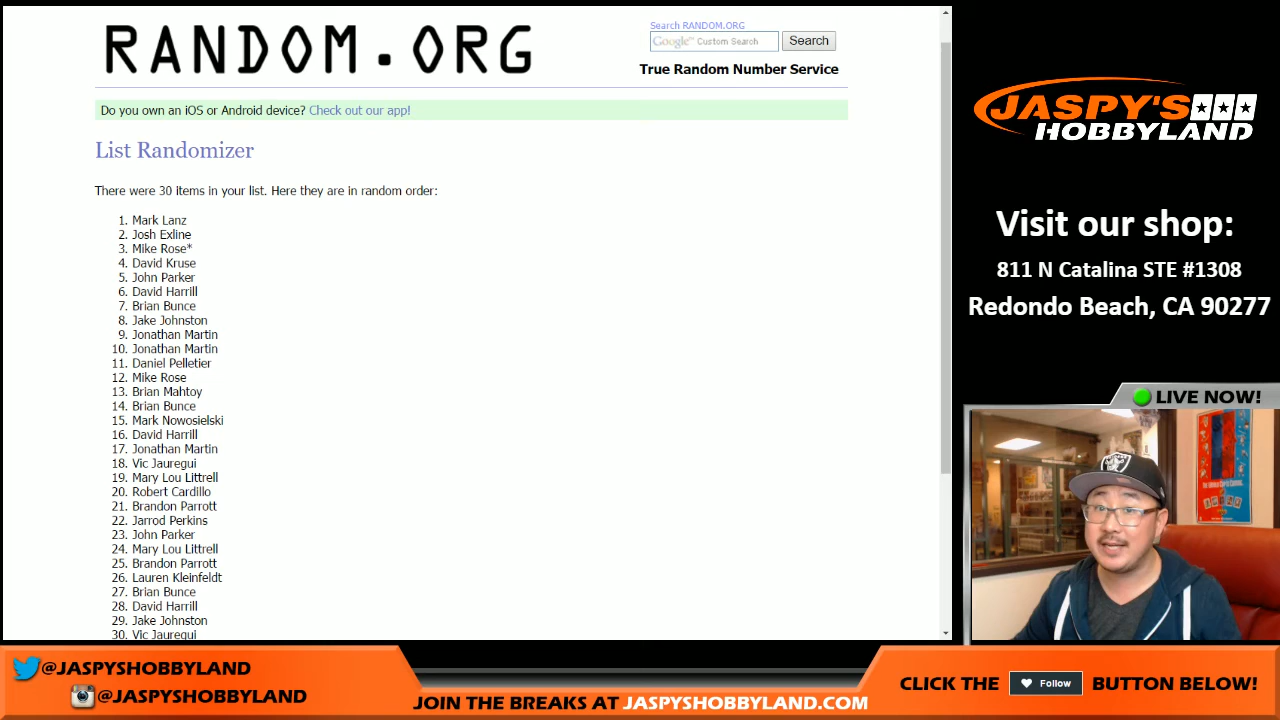 RANDOM.ORG
Search RANDOM.ORG
Google™ Custom Search
Search
True Random Number Service
Do you own an iOS or Android device? Check out our app!
List Randomizer
There were 30 items in your list. Here they are in random order:
1. Mark Lanz
2. Josh Exline
3. Mike Rose*
4. David Kruse
5. John Parker
6. David Harrill
7. Brian Bunce
8. Jake Johnston
9. Jonathan Martin
10. Jonathan Martin
11. Daniel Pelletier
12. Mike Rose
13. Brian Mahtoy
14. Brian Bunce
15. Mark Nowosielski
16. David Harrill
17. Jonathan Martin
18. Vic Jauregui
19. Mary Lou Littrell
20. Robert Cardillo
21. Brandon Parrott
22. Jarrod Perkins
23. John Parker
24. Mary Lou Littrell
25. Brandon Parrott
26. Lauren Kleinfeldt
27. Brian Bunce
28. David Harrill
29. Jake Johnston
30. Vic Jauregui
JASPY'S
HOBBYLAND
Visit our shop:
811 N Catalina STE #1308
Redondo Beach, CA 90277
LIVE NOW!
@JASPYSHOBBYLAND
@JASPYSHOBBYLAND
JOIN THE BREAKS AT JASPYSHOBBYLAND.COM
CLICK THE Follow BUTTON BELOW!